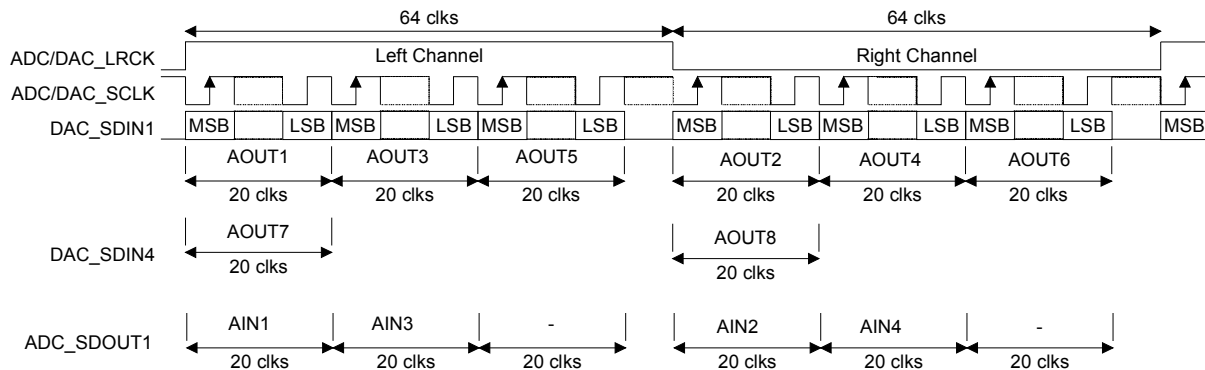 64 clks 64 clks
ADC/DAC_LRCK Left Channel Right Channel
ADC/DAC_SCLK
DAC_SDIN1 MSB LSB MSB LSB MSB LSB MSB LSB MSB LSB MSB LSB MSB
AOUT1 AOUT3 AOUT5 AOUT2 AOUT4 AOUT6
20 clks 20 clks 20 clks 20 clks 20 clks 20 clks
DAC_SDIN4 AOUT7 AOUT8
20 clks 20 clks
ADC_SDOUT1 AIN1 AIN3 - AIN2 AIN4 -
20 clks 20 clks 20 clks 20 clks 20 clks 20 clks